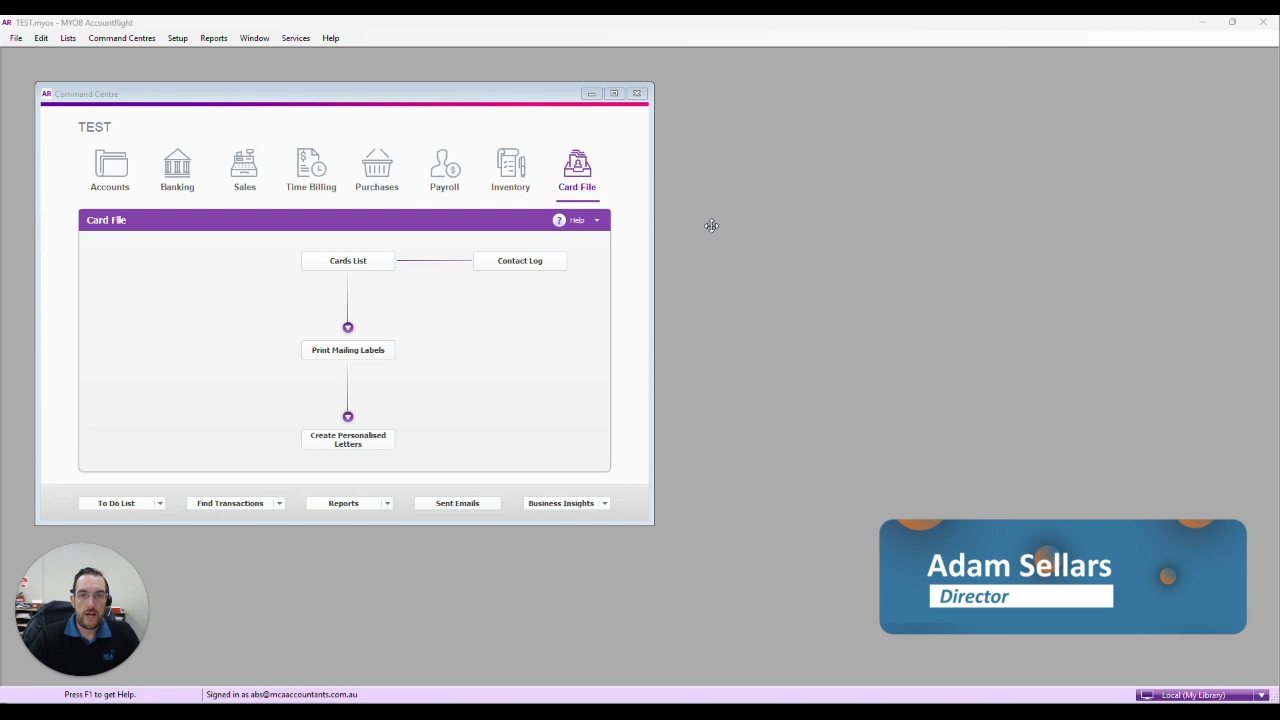 AR TEST.myox - MYOB AccountRight
File Edit Lists Command Centres Setup Reports Window Services Help
AR Command Centre
TEST
Accounts Banking Sales Time Billing Purchases Payroll Inventory Card File
Card File
? Help
Cards List
Contact Log
Print Mailing Labels
Create Personalised
Letters
To Do List Find Transactions Reports Sent Emails Business Insights
Adam Sellars
Director
Press F1 to get Help. Signed in as abs@mcaaccountants.com.au Local (My Library)